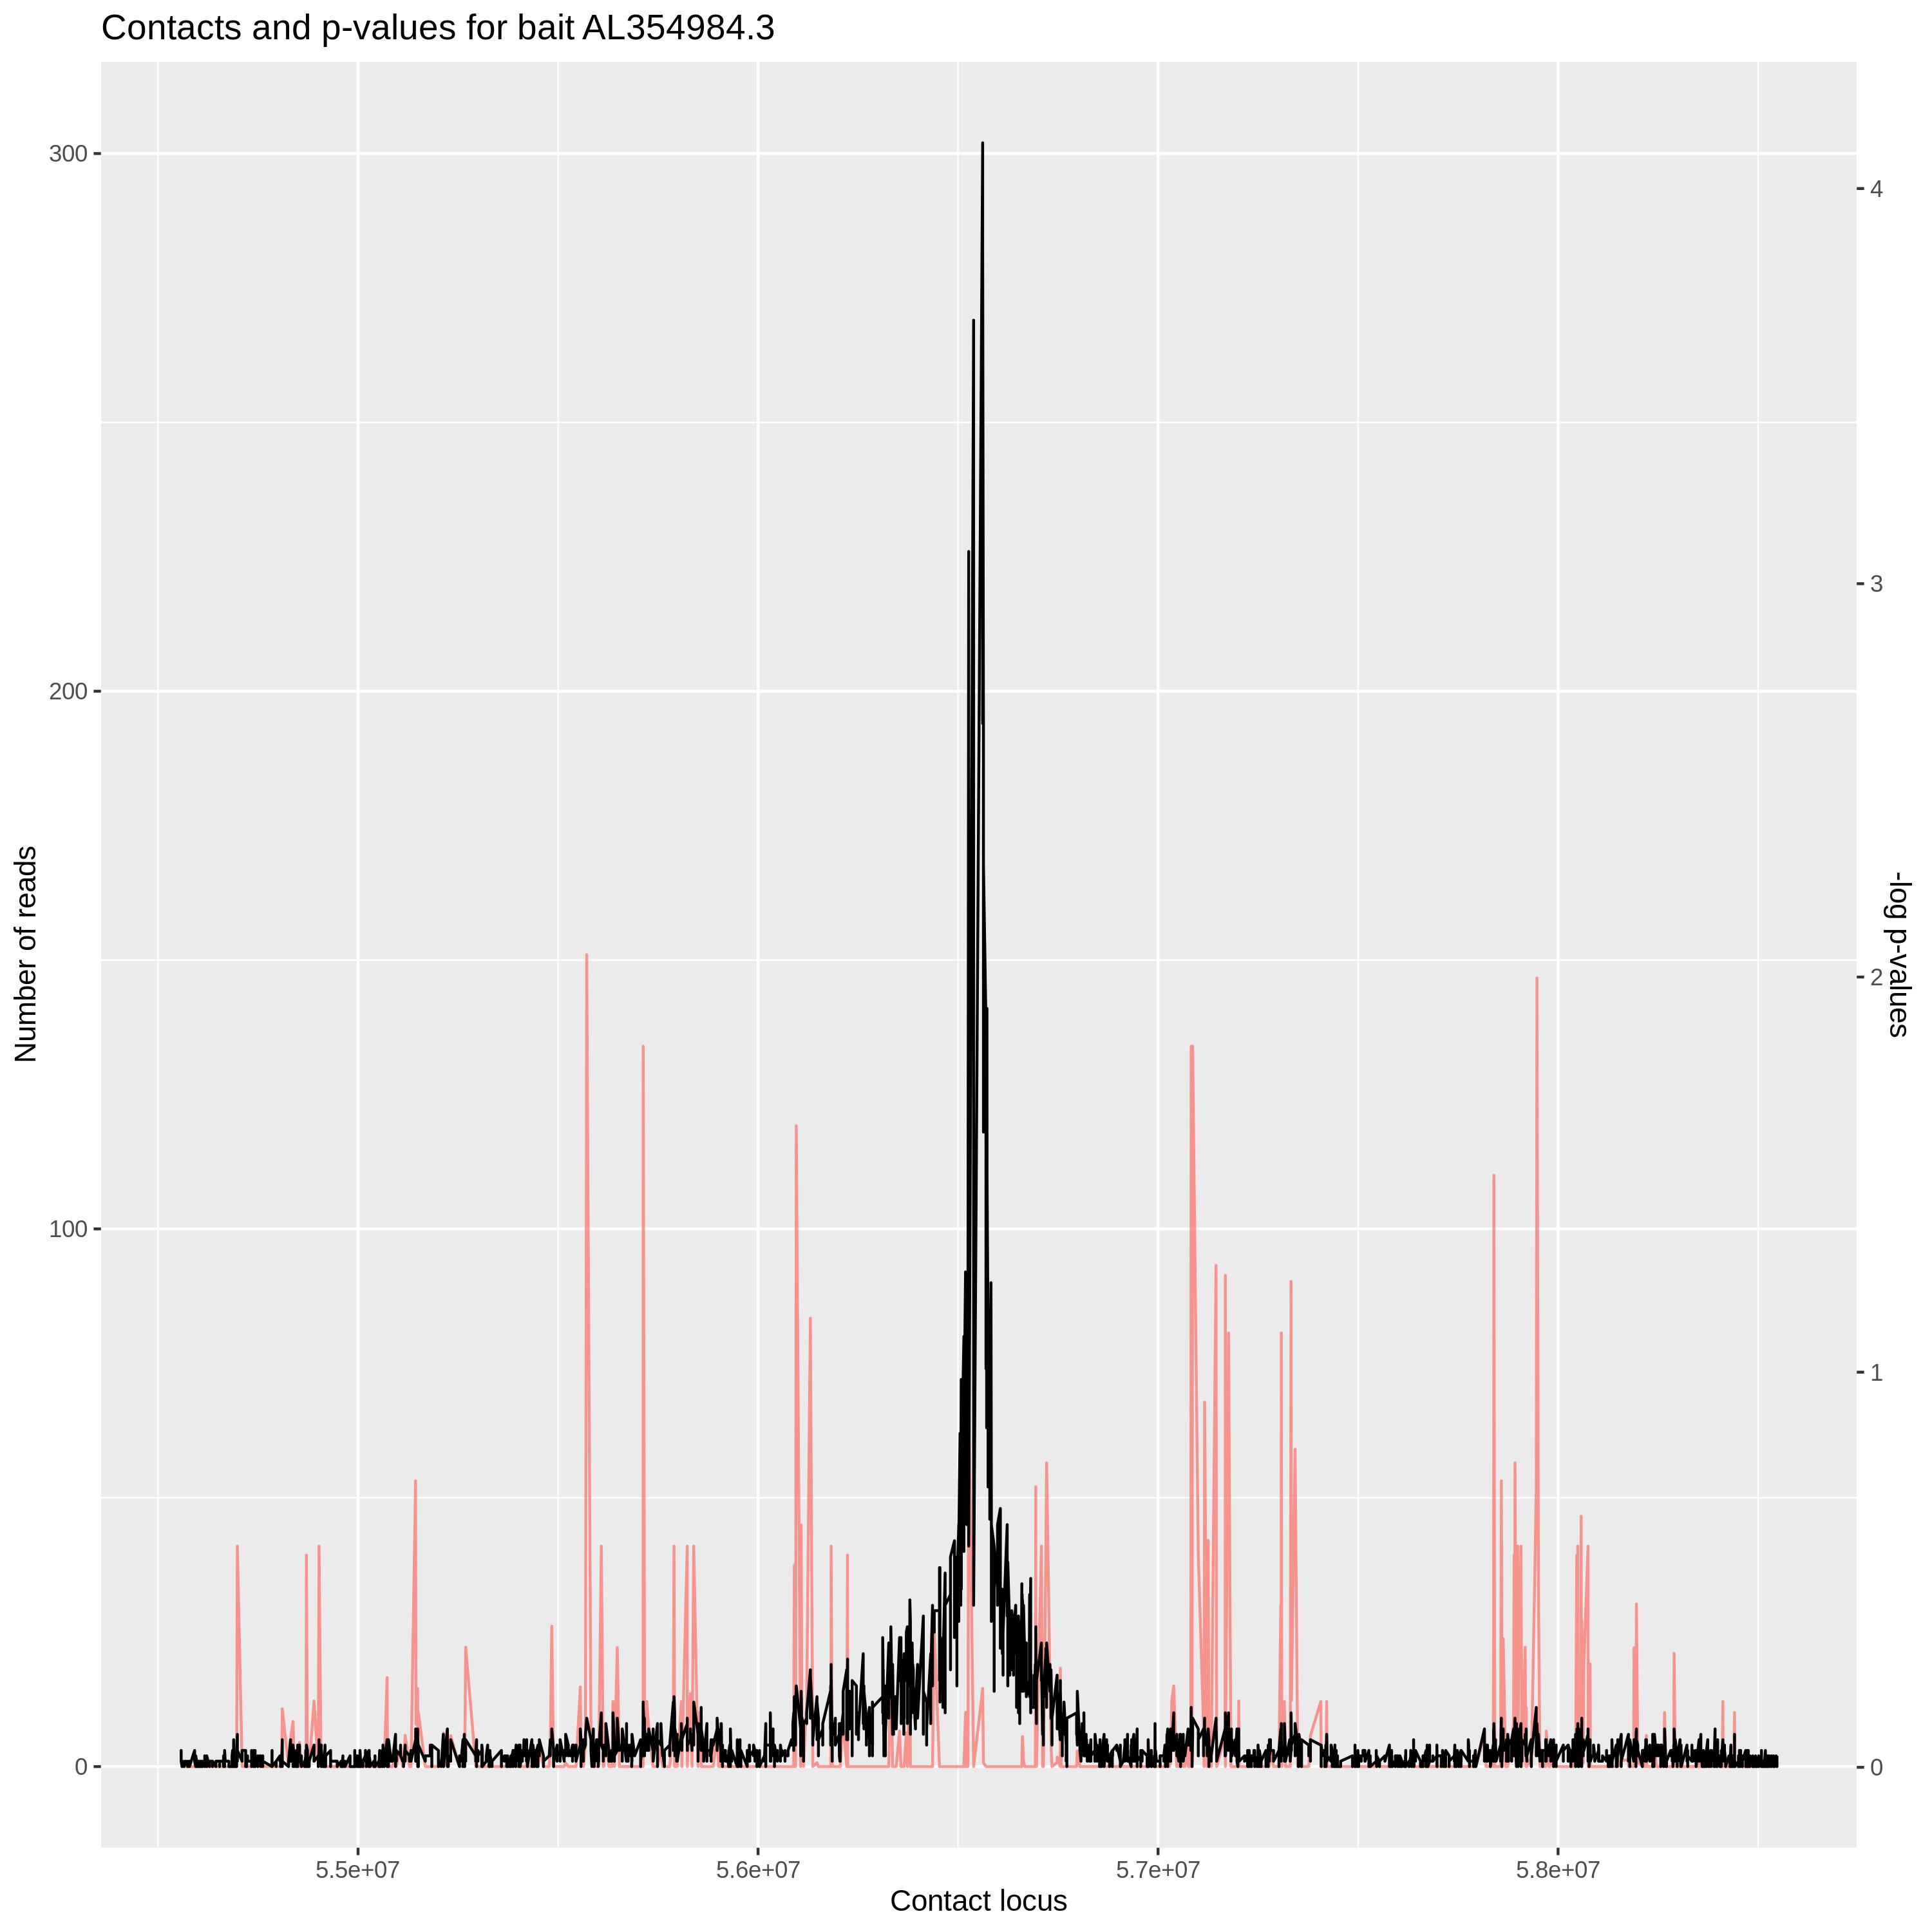 Contacts and p-values for bait AL354984.3
300
200
100
0
4
3
2
1
0
Number of reads
-log p-values
5.5e+07 5.6e+07 5.7e+07 5.8e+07
Contact locus